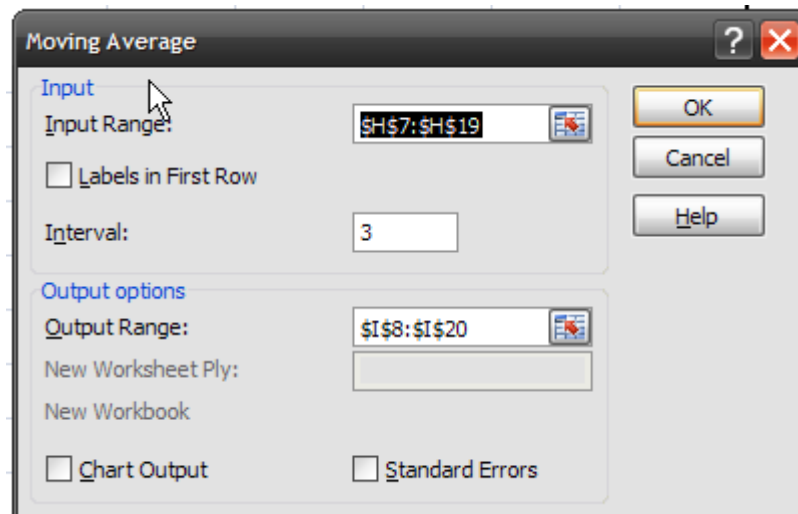 Moving Average
Input
Input Range: $H$7:$H$19
Labels in First Row
Interval: 3
Output options
Output Range: $I$8:$I$20
New Worksheet Ply:
New Workbook
Chart Output Standard Errors
OK
Cancel
Help